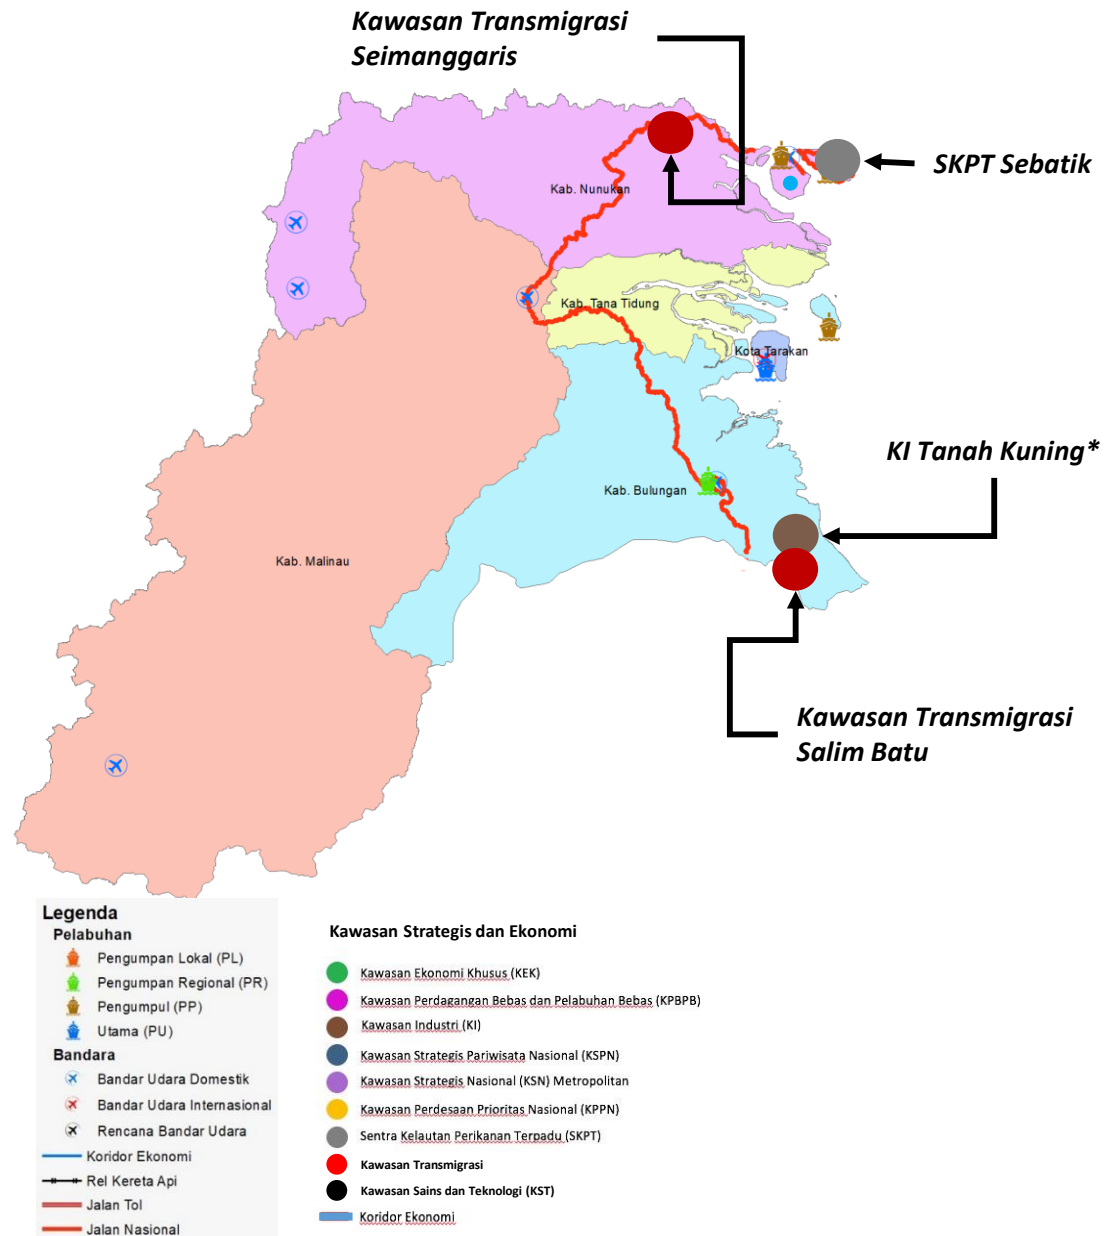 Kawasan Transmigrasi
Seimanggaris
SKPT Sebatik
Kab. Nunukan
Kab. Tana Tidung
Kota Tarakan
KI Tanah Kuning*
Kab. Bulungan
Kab. Malinau
Kawasan Transmigrasi
Salim Batu
Legenda
Pelabuhan
Pengumpan Lokal (PL)
Pengumpan Regional (PR)
Pengumpul (PP)
Utama (PU)
Bandara
Bandar Udara Domestik
Bandar Udara Internasional
Rencana Bandar Udara
Koridor Ekonomi
Rel Kereta Api
Jalan Tol
Jalan Nasional
Kawasan Strategis dan Ekonomi
Kawasan Ekonomi Khusus (KEK)
Kawasan Perdagangan Bebas dan Pelabuhan Bebas (KPBPB)
Kawasan Industri (KI)
Kawasan Strategis Pariwisata Nasional (KSPN)
Kawasan Strategis Nasional (KSN) Metropolitan
Kawasan Perdesaan Prioritas Nasional (KPPN)
Sentra Kelautan Perikanan Terpadu (SKPT)
Kawasan Transmigrasi
Kawasan Sains dan Teknologi (KST)
Koridor Ekonomi